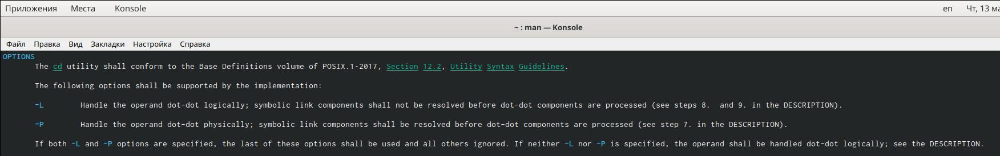 Приложения Места Konsole en Чт, 13 ма
~ : man — Konsole
Файл Правка Вид Закладки Настройка Справка
OPTIONS
The cd utility shall conform to the Base Definitions volume of POSIX.1-2017, Section 12.2, Utility Syntax Guidelines.
The following options shall be supported by the implementation:
-L Handle the operand dot-dot logically; symbolic link components shall not be resolved before dot-dot components are processed (see steps 8. and 9. in the DESCRIPTION).
-P Handle the operand dot-dot physically; symbolic link components shall be resolved before dot-dot components are processed (see step 7. in the DESCRIPTION).
If both -L and -P options are specified, the last of these options shall be used and all others ignored. If neither -L nor -P is specified, the operand shall be handled dot-dot logically; see the DESCRIPTION.